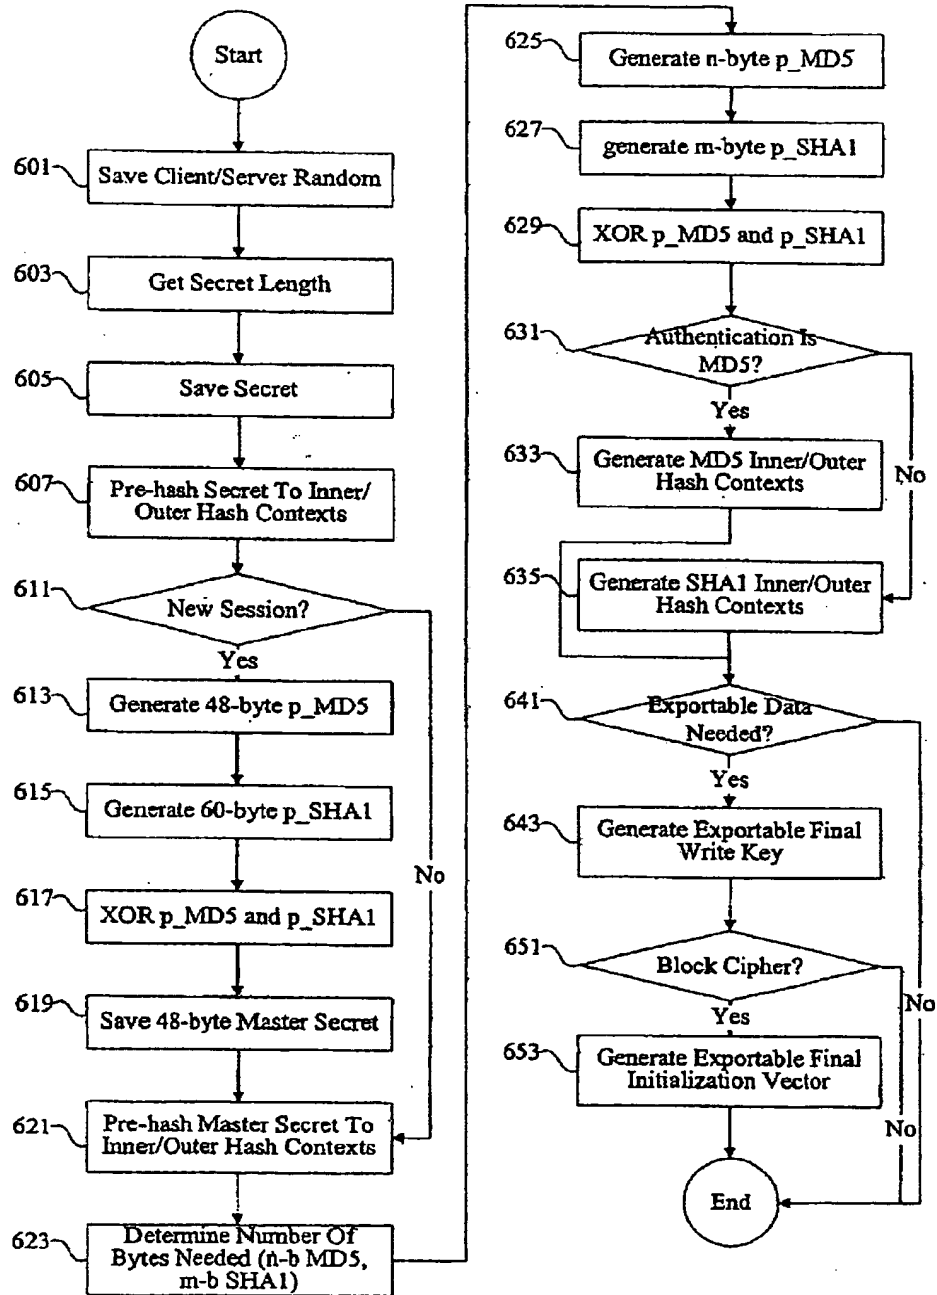 Start
601
Save Client/Server Random
603
Get Secret Length
605
Save Secret
607
Pre-hash Secret To Inner/
Outer Hash Contexts
611
New Session?
Yes
No
613
Generate 48-byte p_MD5
615
Generate 60-byte p_SHA1
617
XOR p_MD5 and p_SHA1
619
Save 48-byte Master Secret
621
Pre-hash Master Secret To
Inner/Outer Hash Contexts
623
Determine Number Of
Bytes Needed (n-b MD5,
m-b SHA1)
625
Generate n-byte p_MD5
627
generate m-byte p_SHA1
629
XOR p_MD5 and p_SHA1
631
Authentication Is
MD5?
Yes
No
633
Generate MD5 Inner/Outer
Hash Contexts
635
Generate SHA1 Inner/Outer
Hash Contexts
641
Exportable Data
Needed?
Yes
No
643
Generate Exportable Final
Write Key
651
Block Cipher?
Yes
No
653
Generate Exportable Final
Initialization Vector
End